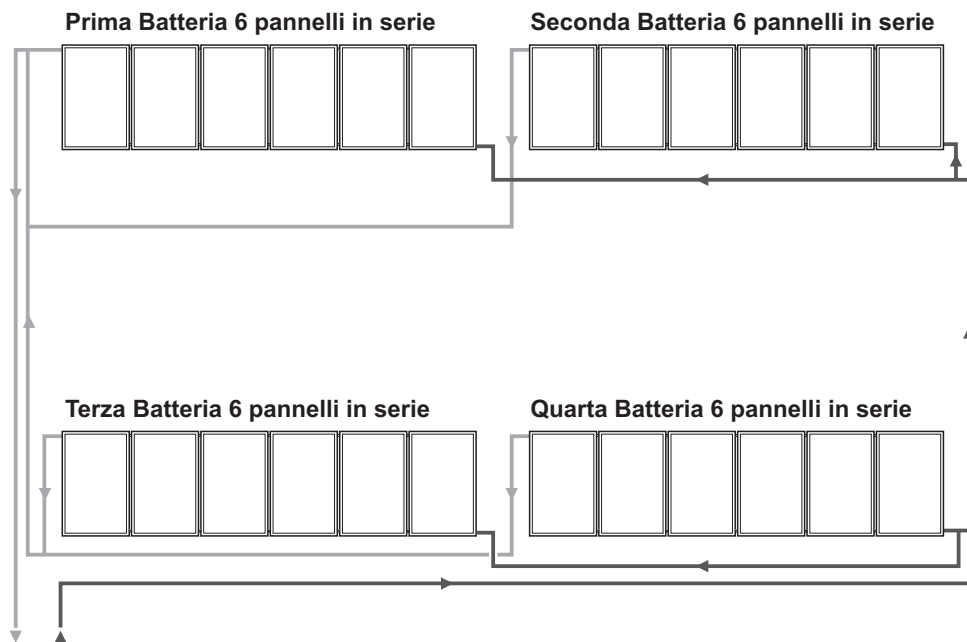 Prima Batteria 6 pannelli in serie
Seconda Batteria 6 pannelli in serie
Terza Batteria 6 pannelli in serie
Quarta Batteria 6 pannelli in serie